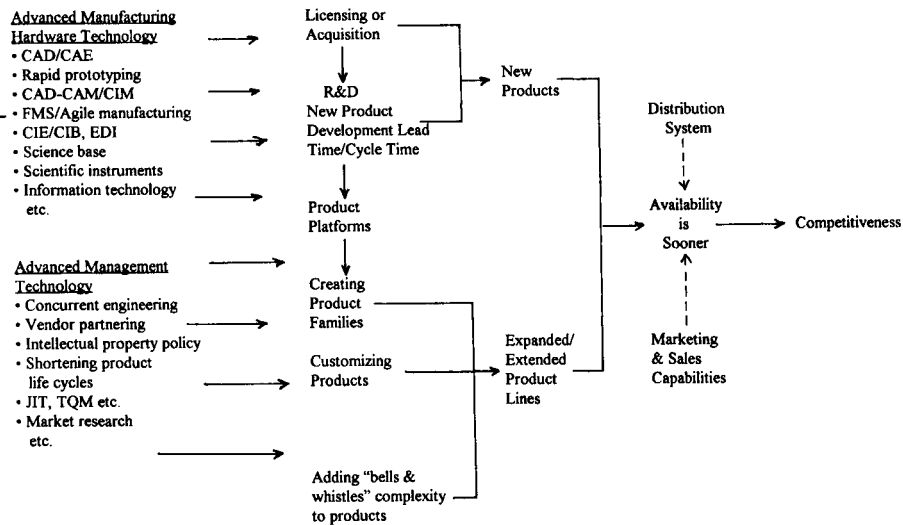 Advanced Manufacturing
Hardware Technology
• CAD/CAE
• Rapid prototyping
• CAD-CAM/CIM
• FMS/Agile manufacturing
• CIE/CIB, EDI
• Science base
• Scientific instruments
• Information technology
etc.
Advanced Management
Technology
• Concurrent engineering
• Vendor partnering
• Intellectual property policy
• Shortening product
life cycles
• JIT, TQM etc.
• Market research
etc.
Licensing or
Acquisition
R&D
New Product
Development Lead
Time/Cycle Time
Product
Platforms
Creating
Product
Families
Customizing
Products
Adding “bells &
whistles” complexity
to products
New
Products
Expanded/
Extended
Product
Lines
Distribution
System
Availability
is
Sooner
Marketing
& Sales
Capabilities
Competitiveness